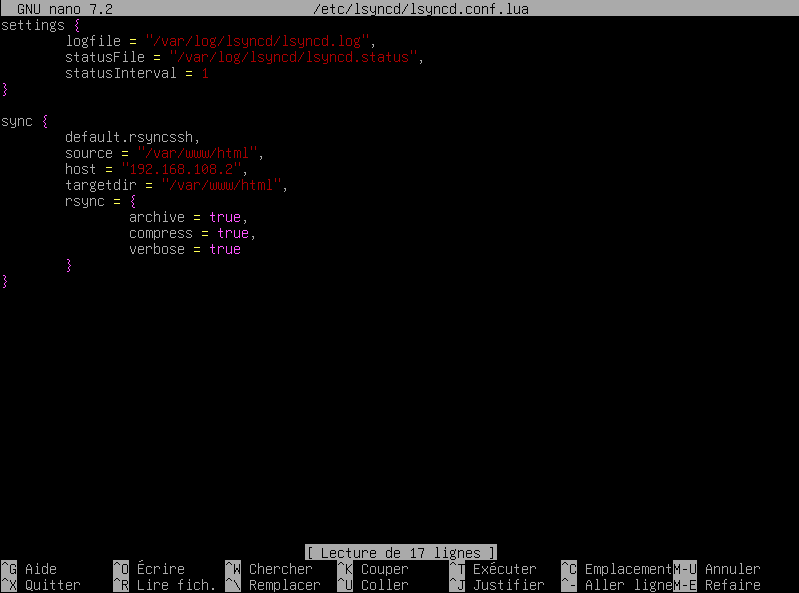 GNU nano 7.2 /etc/lsyncd/lsyncd.conf.lua
settings {
        logfile = "/var/log/lsyncd/lsyncd.log",
        statusFile = "/var/log/lsyncd/lsyncd.status",
        statusInterval = 1
}
sync {
        default.rsyncssh,
        source = "/var/www/html",
        host = "192.168.108.2",
        targetdir = "/var/www/html",
        rsync = {
                archive = true,
                compress = true,
                verbose = true
        }
}
[ Lecture de 17 lignes ]
^G Aide ^O Écrire ^W Chercher ^K Couper ^T Exécuter ^C Emplacement M-U Annuler
^X Quitter ^R Lire fich. ^\ Remplacer ^U Coller ^J Justifier ^- Aller ligne M-E Refaire